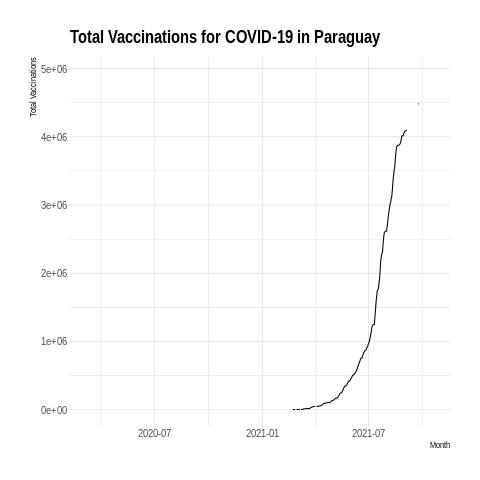 Total Vaccinations for COVID-19 in Paraguay
Total Vaccinations
5e+06
4e+06
3e+06
2e+06
1e+06
0e+00
2020-07
2021-01
2021-07
Month